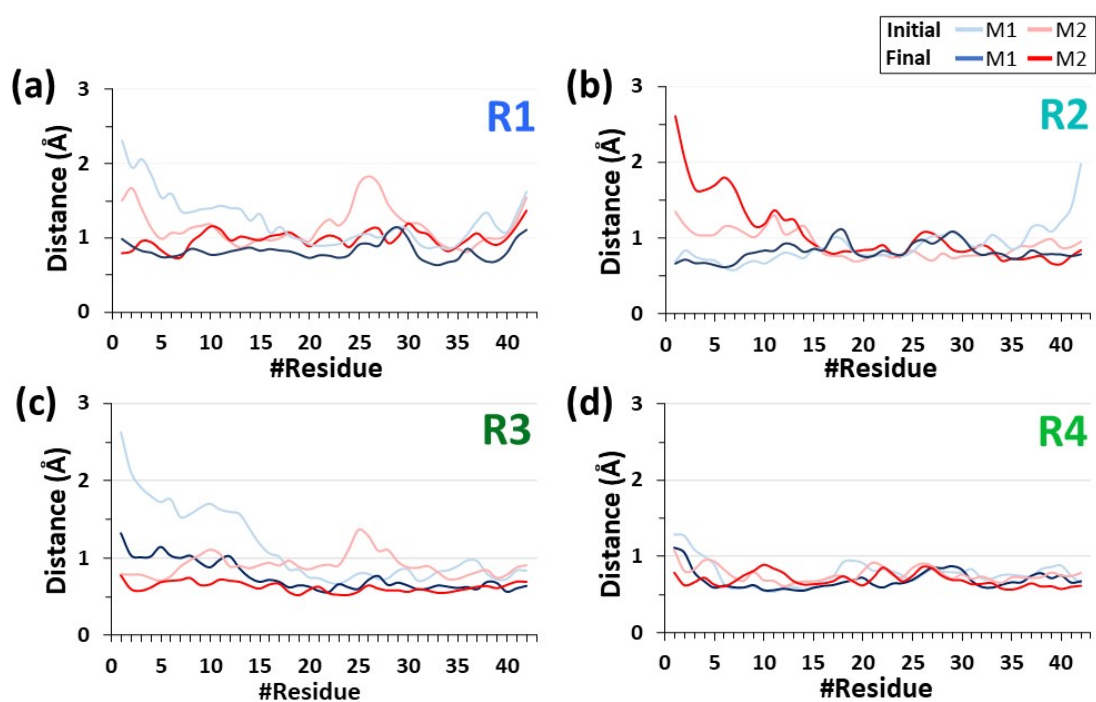 Initial M1 M2
Final M1 M2
(a)
R1
3
2
1
0
Distance (Å)
0 5 10 15 20 25 30 35 40
#Residue
(b)
R2
3
2
1
0
Distance (Å)
0 5 10 15 20 25 30 35 40
#Residue
(c)
R3
3
2
1
0
Distance (Å)
0 5 10 15 20 25 30 35 40
#Residue
(d)
R4
3
2
1
0
Distance (Å)
0 5 10 15 20 25 30 35 40
#Residue